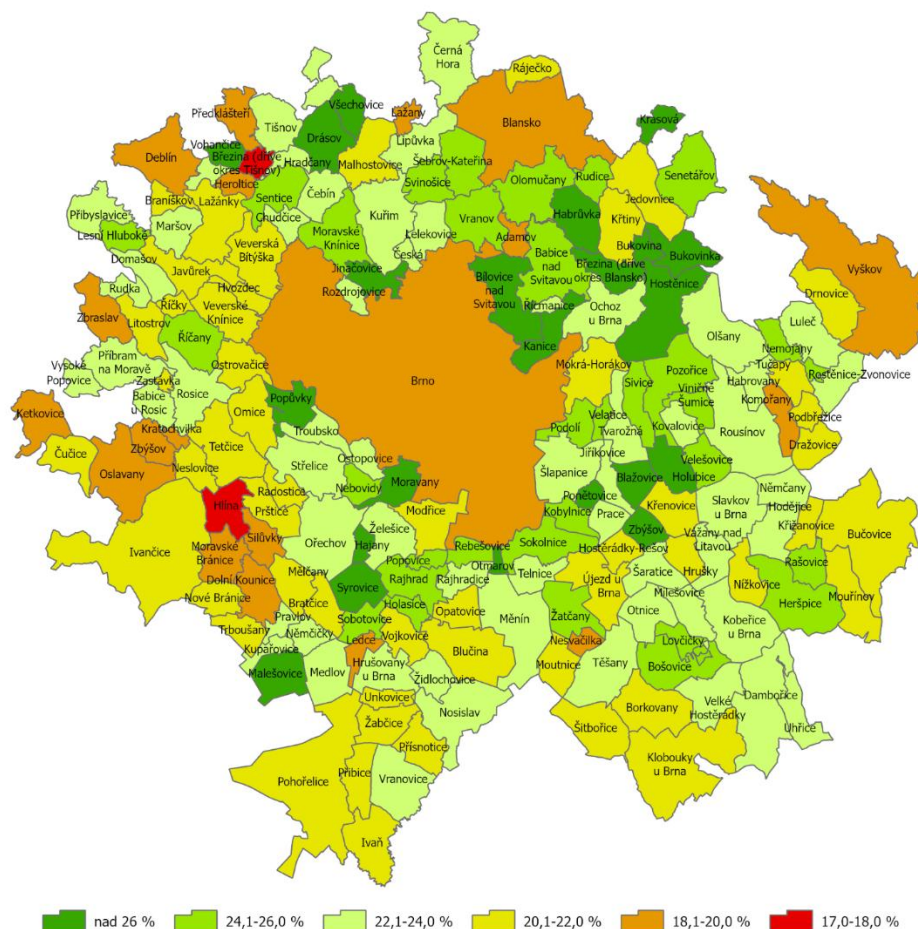 Černá
Hora
Ráječko
Předklášteří
Všechovice
Lažany
Krasová
Tišnov
Blansko
Vohančice
Drásov
Lipůvka
Deblín
Březina (dříve
okres Tišnov)
Hradčany
Malhostovice
Šebrov-Kateřina
Senetářov
Heroltice
Svinošice
Olomučany
Rudice
Braníškov
Lažánky
Sentice
Čebín
Jedovnice
Přibyslavice
Chudčice
Kuřim
Habrůvka
Křtiny
Maršov
Vranov
Lesní Hluboké
Moravské
Knínice
Lelekovice
Veverská
Bítýška
Česká
Adamov
Bukovina
Domašov
Babice
nad
Svitavou
Bukovinka
Javůrek
Jinačovice
Bílovice
nad
Svitavou
Březina (dříve
okres Blansko)
Vyškov
Rudka
Hvozdec
Rozdrojovice
Hostěnice
Drnovice
Říčky
Veverské
Knínice
Řícmanice
Ochoz
u Brna
Zbraslav
Litostrov
Luleč
Říčany
Kanice
Olšany
Nemojany
Příbram
na Moravě
Ostrovačice
Brno
Mokrá-Horákov
Vysoké
Popovice
Zastávka
Pozořice
Tučapy
Rostěnice-Zvonovice
Babice
u Rosic
Rosice
Sivice
Habrovany
Viničné
Šumice
Komořany
Popůvky
Ketkovice
Omice
Velatice
Podbřežice
Kratochvilka
Troubsko
Podolí
Tvarožná
Kovalovice
Rousínov
Zbýšov
Tetčice
Dražovice
Čučice
Ostopovice
Jiříkovice
Velešovice
Oslavany
Neslovice
Střelice
Šlapanice
Holubice
Moravany
Blažovice
Nebovidy
Němčany
Radostice
Ponětovice
Hlína
Prštice
Modřice
Kobylnice
Prace
Křenovice
Slavkov
u Brna
Hodějice
Želešice
Zbýšov
Křižanovice
Ivančice
Silůvky
Ořechov
Hajany
Rebešovice
Sokolnice
Hostěrádky-Rešov
Vážany nad
Litavou
Bučovice
Moravské
Bránice
Popovice
Otmarov
Rašovice
Mělčany
Rajhrad
Rajhradice
Telnice
Šaratice
Hrušky
Dolní Kounice
Syrovice
Újezd u
Brna
Nížkovice
Mouřínov
Nové Bránice
Bratčice
Holasice
Opatovice
Milešovice
Heršpice
Pravlov
Sobotovice
Měnín
Žatčany
Otnice
Kobeřice
u Brna
Trboušany
Němčičky
Vojkovice
Kupařovice
Ledce
Blučina
Nesvačilka
Lovčičky
Malešovice
Medlov
Hrušovany
u Brna
Židlochovice
Moutnice
Těšany
Bošovice
Dambořice
Unkovice
Nosislav
Borkovany
Velké
Hostěrádky
Žabčice
Šitbořice
Uhřice
Přísnotice
Klobouky
u Brna
Pohořelice
Přibice
Vranovice
Ivaň
nad 26 % 24,1-26,0 % 22,1-24,0 % 20,1-22,0 % 18,1-20,0 % 17,0-18,0 %